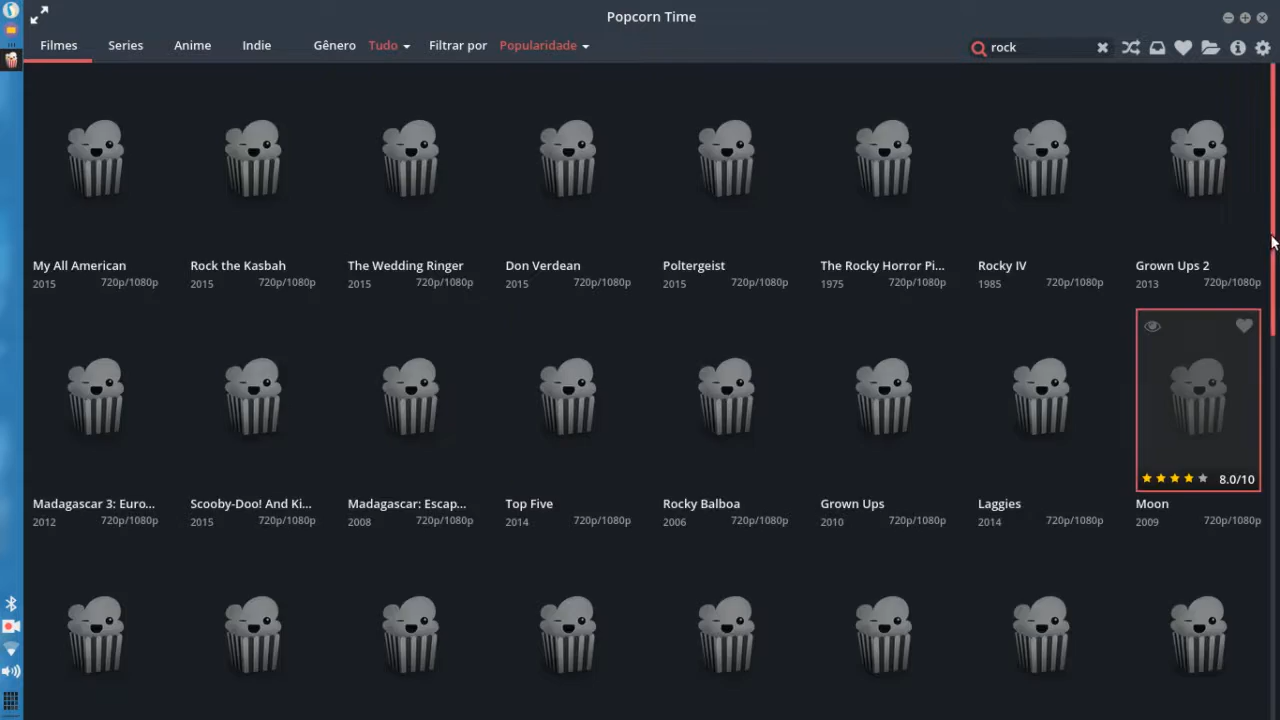 Popcorn Time
Filmes Series Anime Indie Gênero Tudo Filtrar por Popularidade rock
My All American Rock the Kasbah The Wedding Ringer Don Verdean Poltergeist The Rocky Horror Pi... Rocky IV Grown Ups 2
2015 720p/1080p 2015 720p/1080p 2015 720p/1080p 2015 720p/1080p 2015 720p/1080p 1975 720p/1080p 1985 720p/1080p 2013 720p/1080p
8.0/10
Madagascar 3: Euro... Scooby-Doo! And Ki... Madagascar: Escap... Top Five Rocky Balboa Grown Ups Laggies Moon
2012 720p/1080p 2015 720p/1080p 2008 720p/1080p 2014 720p/1080p 2006 720p/1080p 2010 720p/1080p 2014 720p/1080p 2009 720p/1080p